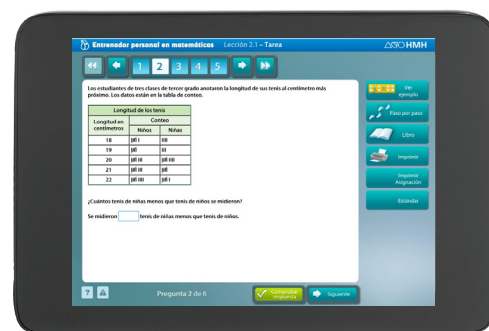 Entrenador personal en matemáticas Lección 2.1 – Tarea
HMH
1 2 3 4 5
Los estudiantes de tres clases de tercer grado anotaron la longitud de sus tenis al centímetro más
próximo. Los datos están en la tabla de conteo.
Longitud de los tenis
Longitud en centímetros Conteo
Niños Niñas
18
19
20
21
22
¿Cuántos tenis de niñas menos que tenis de niños se midieron?
Se midieron tenis de niñas menos que tenis de niños.
Ver ejemplo
Paso por paso
Libro
Imprimir
Imprimir Asignación
Estándar
? Pregunta 2 de 6
Comprobar respuesta
Siguiente